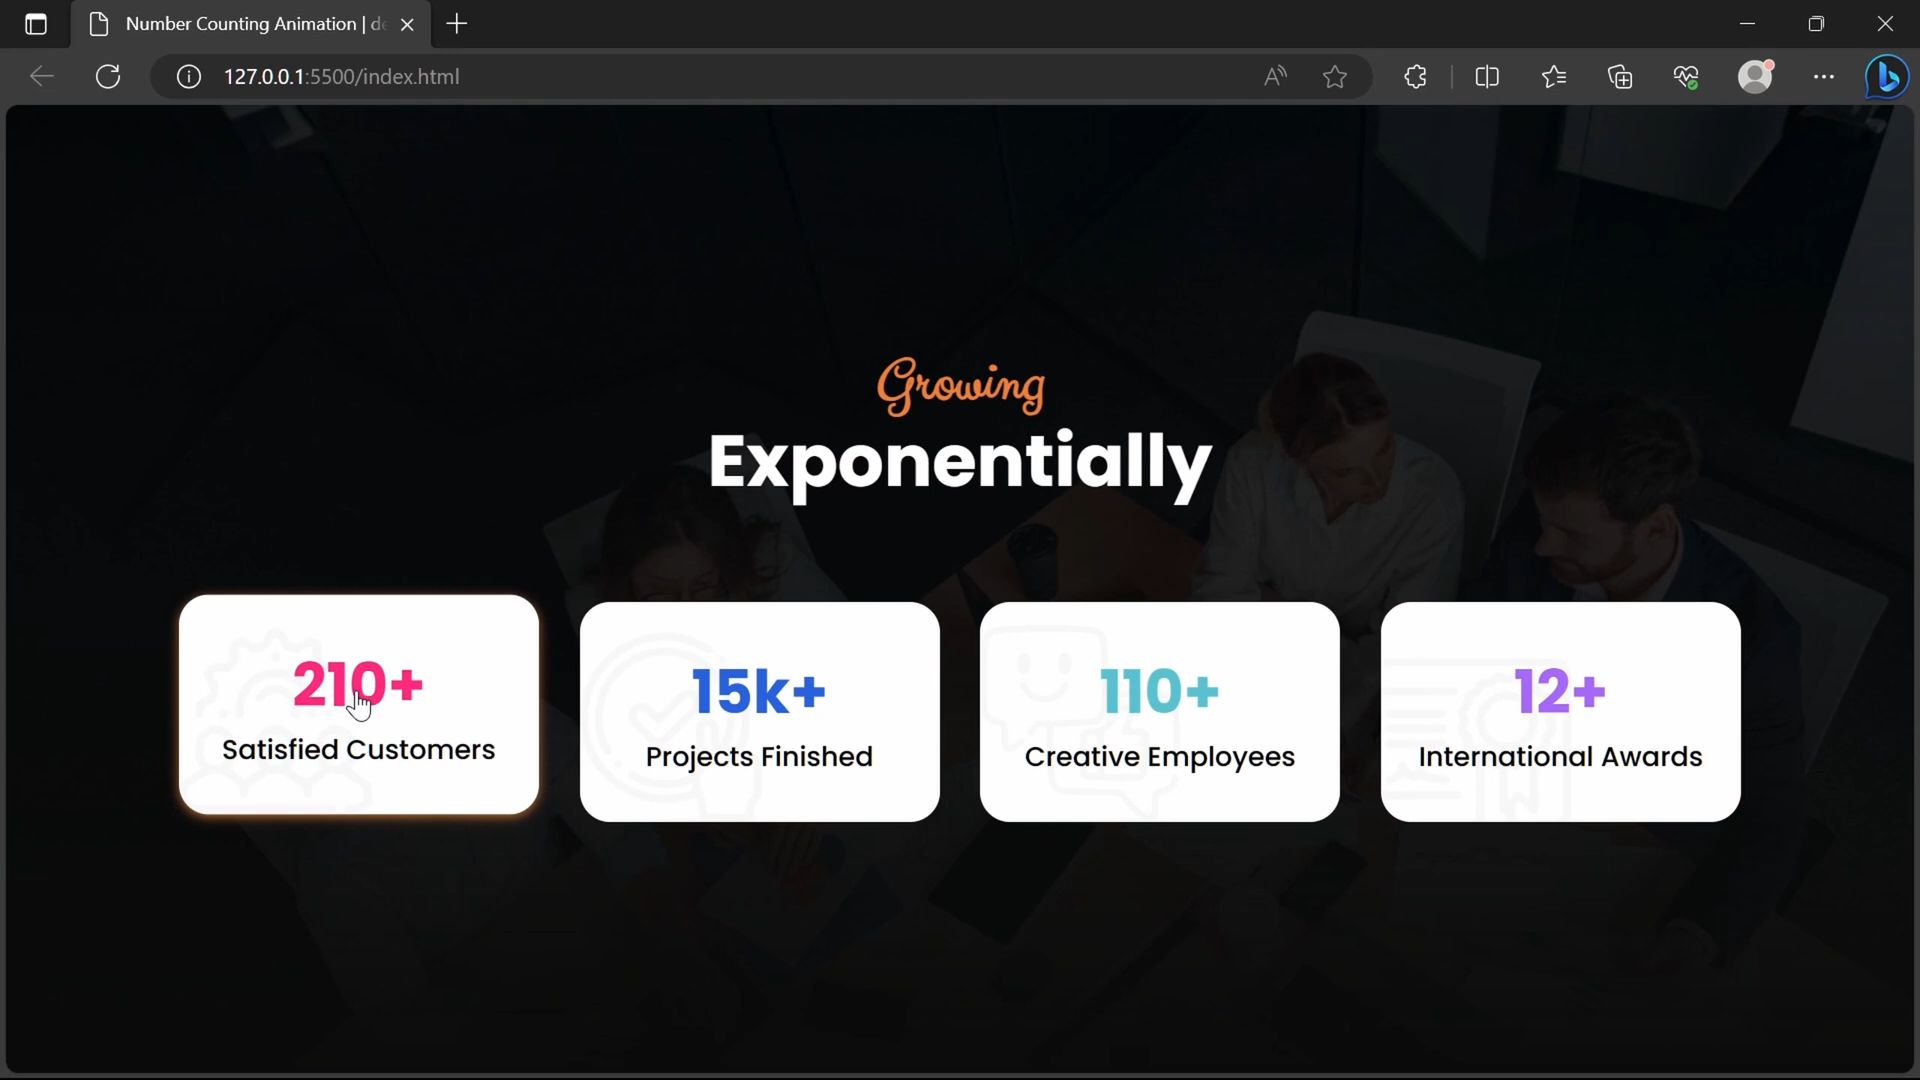 Number Counting Animation | de
127.0.0.1:5500/index.html
Growing
Exponentially
210+
Satisfied Customers
15k+
Projects Finished
110+
Creative Employees
12+
International Awards